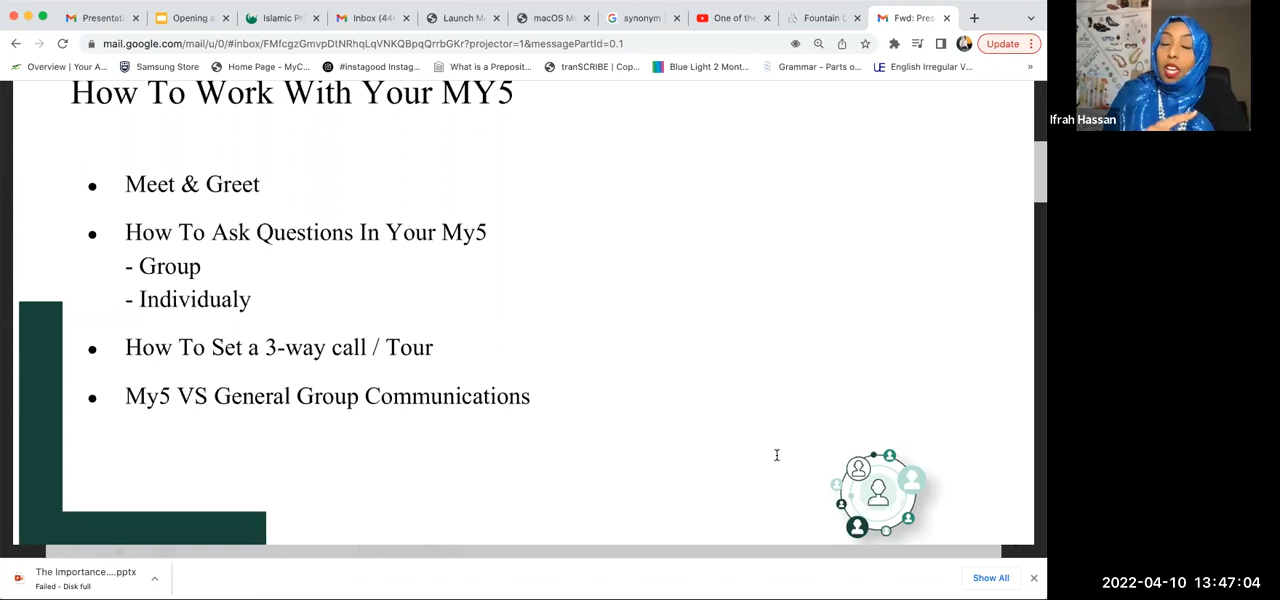 Presentat
Opening a
Islamic Pr
Inbox (44
Launch M
macOS M
synonym
One of the
Fountain
Fwd: Pres
mail.google.com/mail/u/0/#inbox/FMfcgzGmvpDtNRhqLqVNKQBpqQrrbGKr?projector=1&messagePartId=0.1
Update
Overview | Your A...
Samsung Store
Home Page - MyC...
#instagood Instag...
What is a Preposit...
tranSCRIBE | Cop...
Blue Light 2 Mont...
Grammar - Parts o...
UE English Irregular V...
»
How To Work With Your MY5
• Meet & Greet
• How To Ask Questions In Your My5
- Group
- Individualy
• How To Set a 3-way call / Tour
• My5 VS General Group Communications
Ifrah Hassan
The Importance....pptx
Failed - Disk full
Show All
2022-04-10 13:47:04